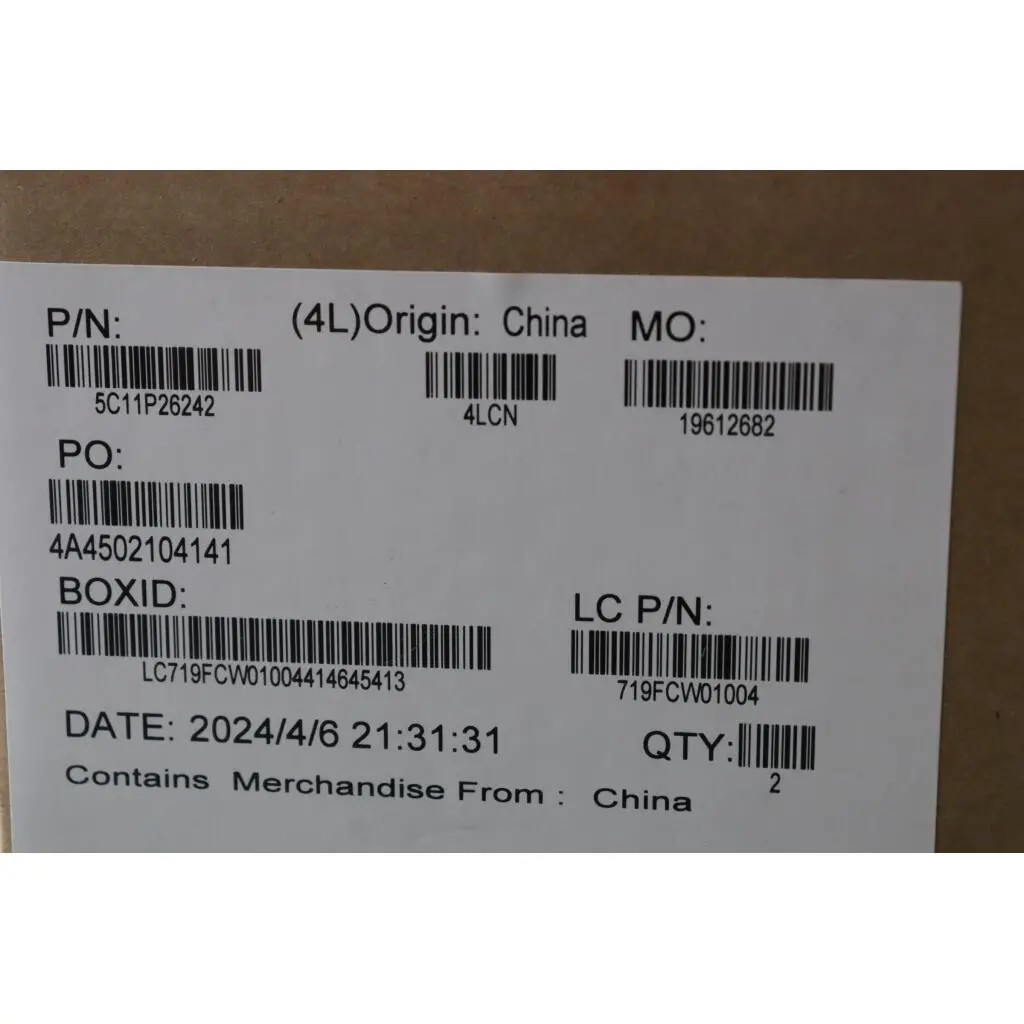 P/N: (4L)Origin: China MO:
5C11P26242 4LCN 19612682
PO:
4A4502104141
BOXID: LC P/N:
LC719FCW01004414645413 719FCW01004
DATE: 2024/4/6 21:31:31 QTY:
2
Contains Merchandise From : China